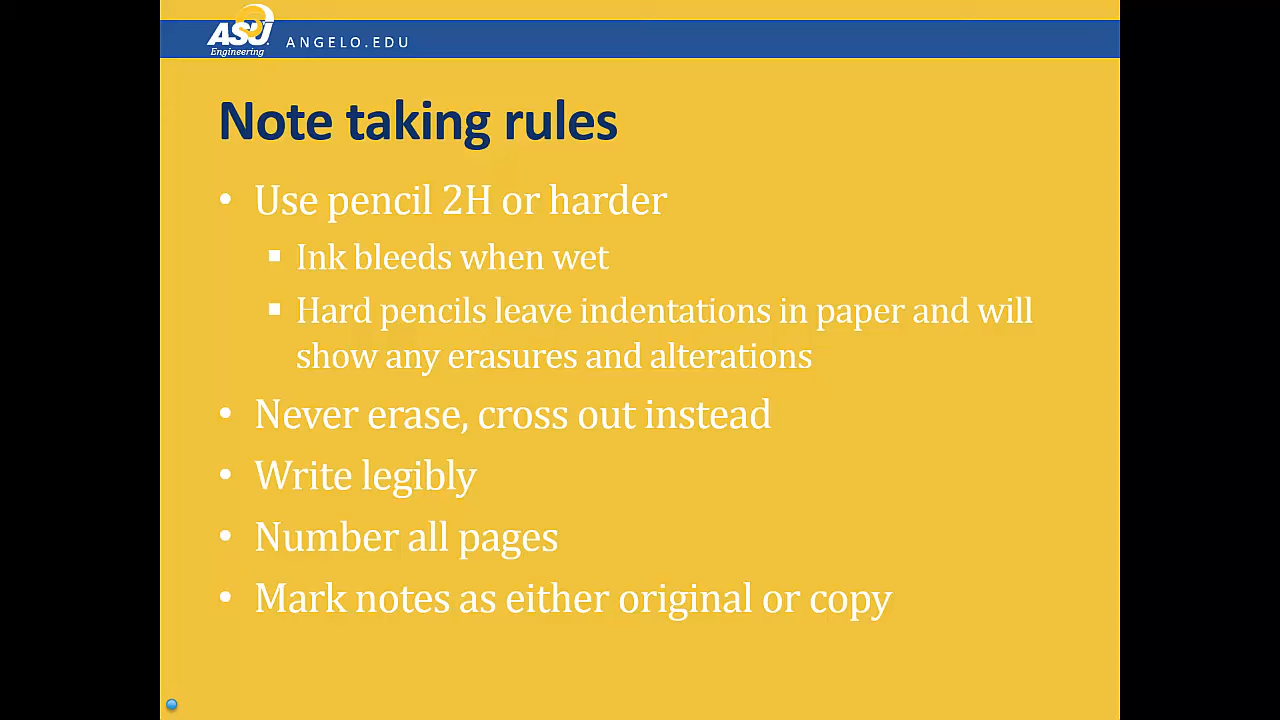 ASU
Engineering
ANGELO.EDU
Note taking rules
• Use pencil 2H or harder
▪ Ink bleeds when wet
▪ Hard pencils leave indentations in paper and will
show any erasures and alterations
• Never erase, cross out instead
• Write legibly
• Number all pages
• Mark notes as either original or copy